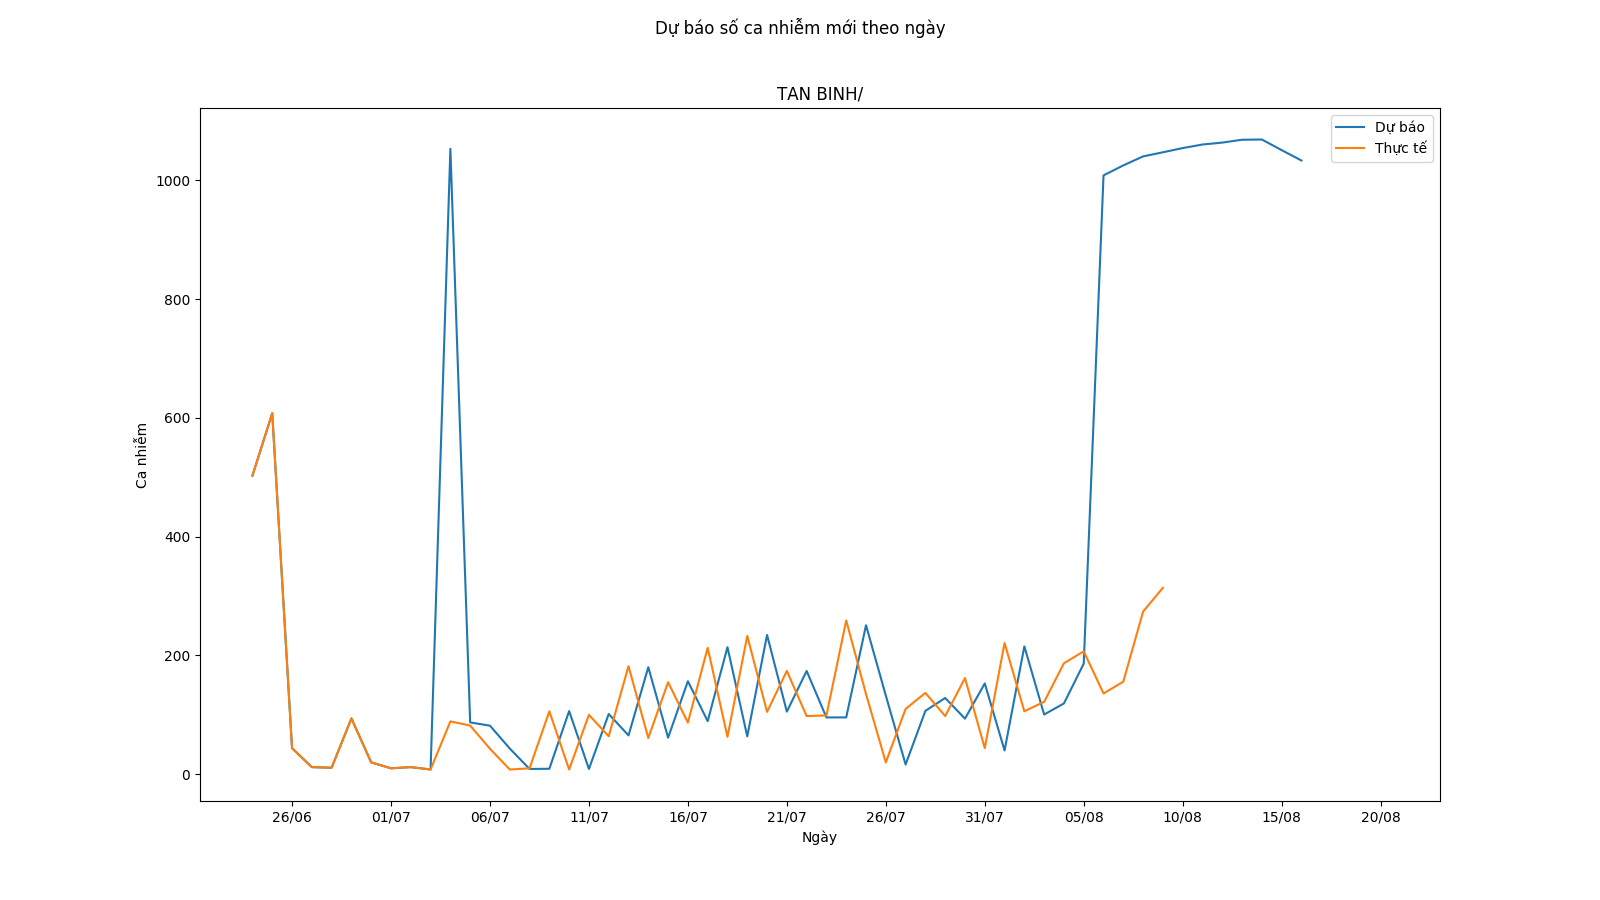 Dự báo số ca nhiễm mới theo ngày
TAN BINH/
Dự báo
Thực tế
1000
800
600
400
200
0
Ca nhiễm
26/06 01/07 06/07 11/07 16/07 21/07 26/07 31/07 05/08 10/08 15/08 20/08
Ngày